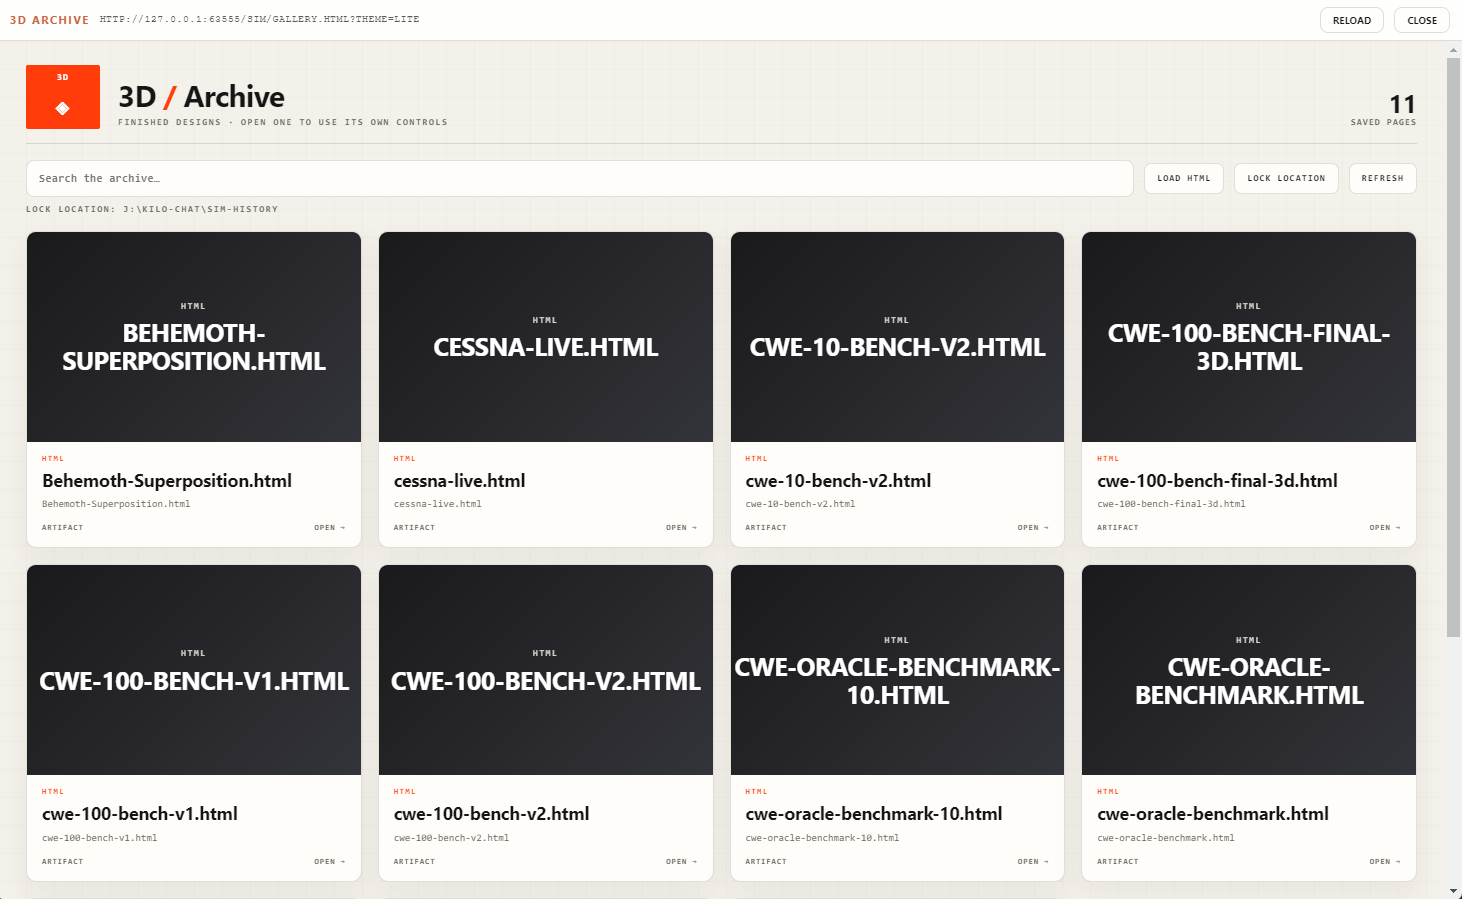 3D ARCHIVE HTTP://127.0.0.1:63555/SIM/GALLERY.HTML?THEME=LITE RELOAD CLOSE
3D
3D / Archive
FINISHED DESIGNS · OPEN ONE TO USE ITS OWN CONTROLS
11
SAVED PAGES
Search the archive… LOAD HTML LOCK LOCATION REFRESH
LOCK LOCATION: J:\KILO-CHAT\SIM-HISTORY
HTML
BEHEMOTH-
SUPERPOSITION.HTML
HTML
Behemoth-Superposition.html
Behemoth-Superposition.html
ARTIFACT OPEN →
HTML
CESSNA-LIVE.HTML
HTML
cessna-live.html
cessna-live.html
ARTIFACT OPEN →
HTML
CWE-10-BENCH-V2.HTML
HTML
cwe-10-bench-v2.html
cwe-10-bench-v2.html
ARTIFACT OPEN →
HTML
CWE-100-BENCH-FINAL-
3D.HTML
HTML
cwe-100-bench-final-3d.html
cwe-100-bench-final-3d.html
ARTIFACT OPEN →
HTML
CWE-100-BENCH-V1.HTML
HTML
cwe-100-bench-v1.html
cwe-100-bench-v1.html
ARTIFACT OPEN →
HTML
CWE-100-BENCH-V2.HTML
HTML
cwe-100-bench-v2.html
cwe-100-bench-v2.html
ARTIFACT OPEN →
HTML
CWE-ORACLE-BENCHMARK-
10.HTML
HTML
cwe-oracle-benchmark-10.html
cwe-oracle-benchmark-10.html
ARTIFACT OPEN →
HTML
CWE-ORACLE-
BENCHMARK.HTML
HTML
cwe-oracle-benchmark.html
cwe-oracle-benchmark.html
ARTIFACT OPEN →